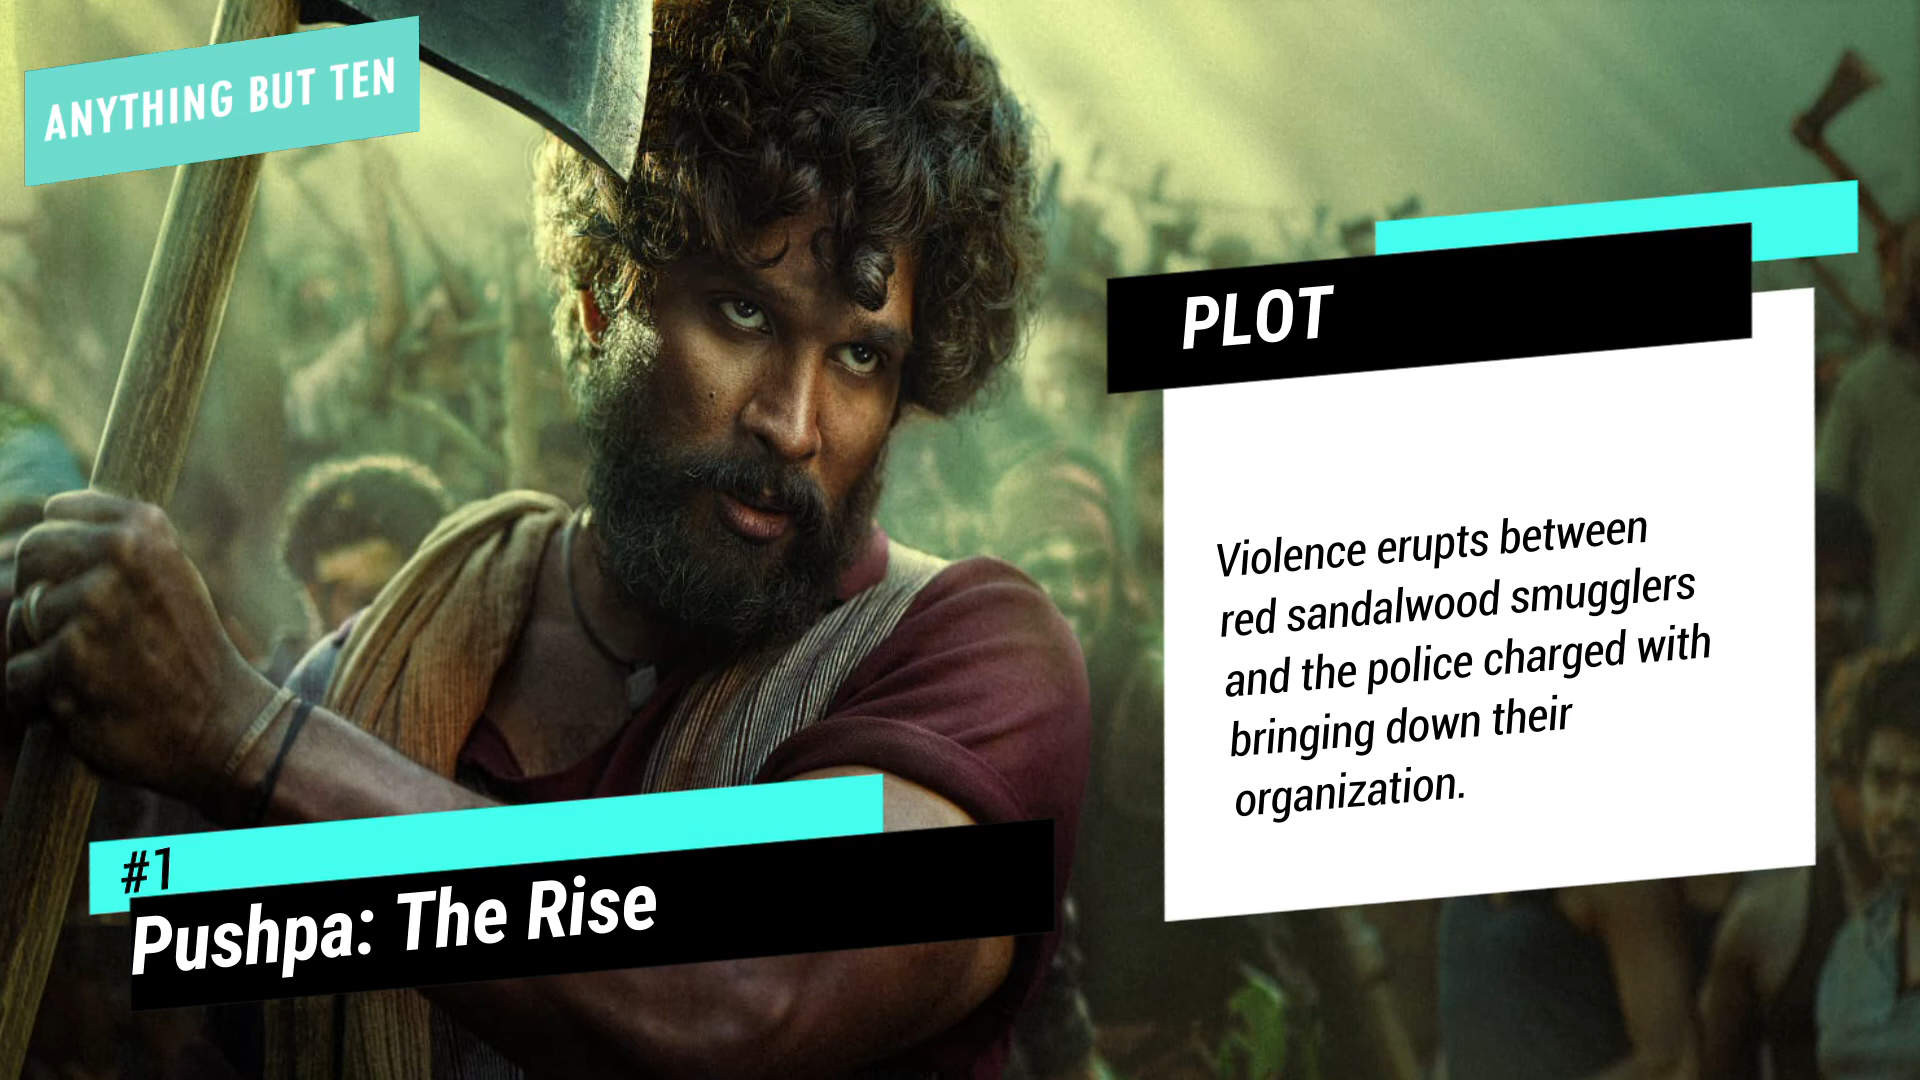 ANYTHING BUT TEN
PLOT
Violence erupts between
red sandalwood smugglers
and the police charged with
bringing down their
organization.
#1
Pushpa: The Rise